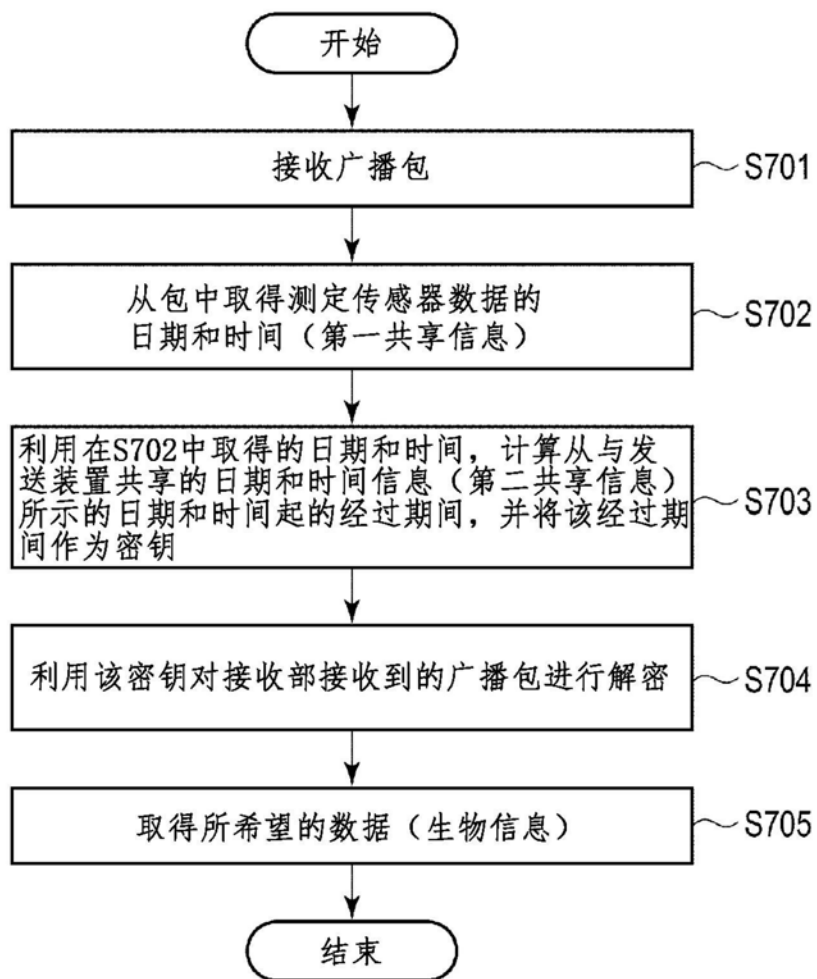 开始
接收广播包
S701
从包中取得测定传感器数据的
日期和时间（第一共享信息）
S702
利用在S702中取得的日期和时间，计算从与发
送装置共享的日期和时间信息（第二共享信息）
所示的日期和时间起的经过期间，并将该经过期
间作为密钥
S703
利用该密钥对接收部接收到的广播包进行解密
S704
取得所希望的数据（生物信息）
S705
结束